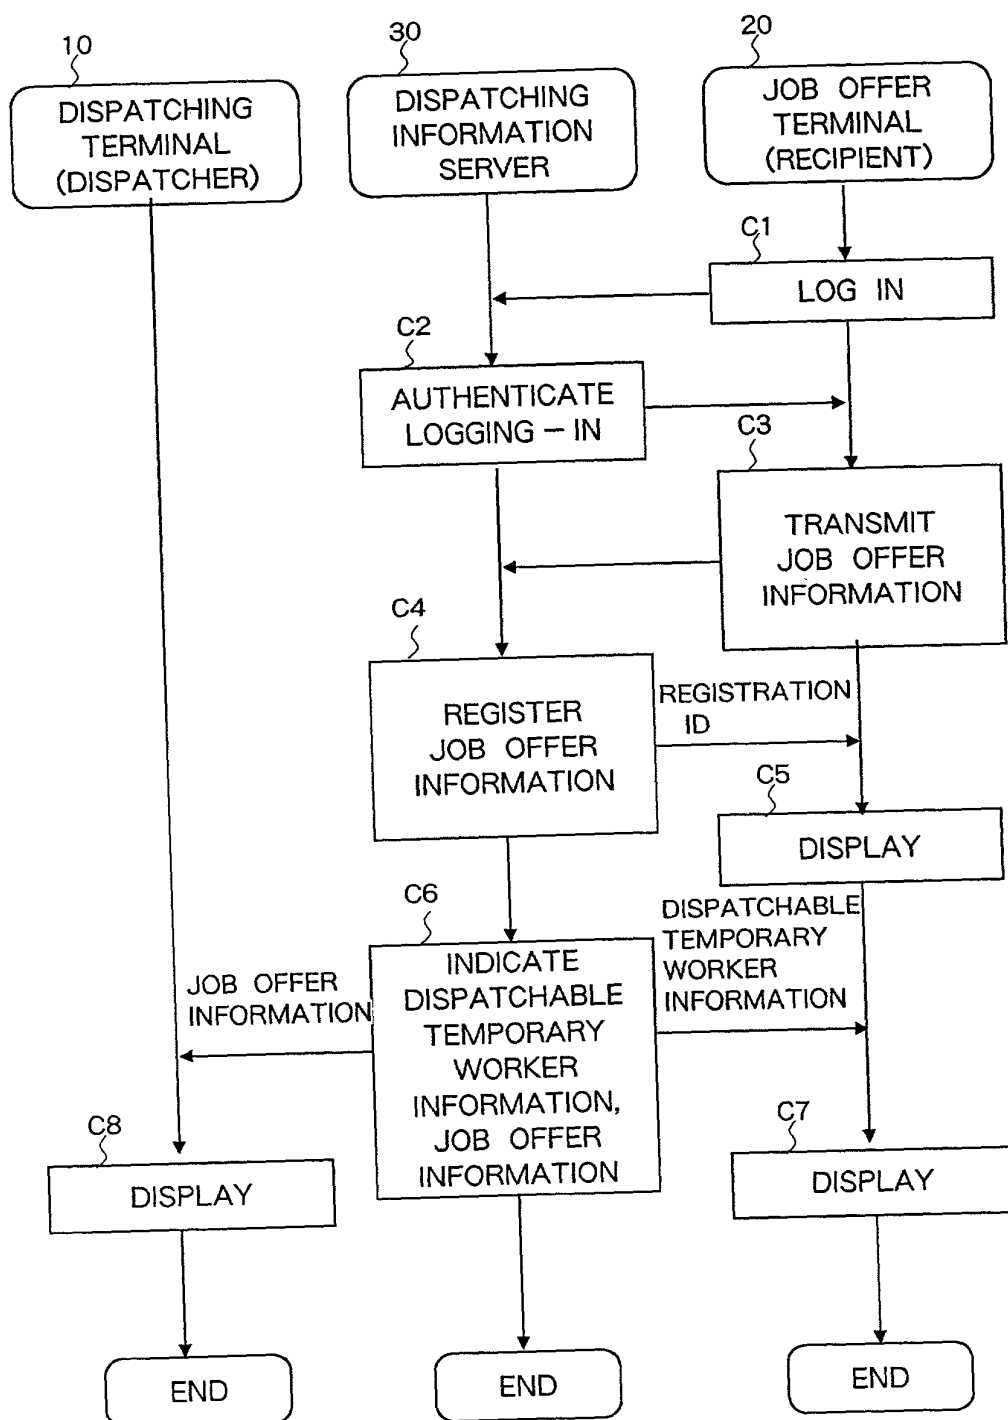 10
DISPATCHING
TERMINAL
(DISPATCHER)
30
DISPATCHING
INFORMATION
SERVER
20
JOB OFFER
TERMINAL
(RECIPIENT)
C1
LOG IN
C2
AUTHENTICATE
LOGGING - IN
C3
TRANSMIT
JOB OFFER
INFORMATION
C4
REGISTER
JOB OFFER
INFORMATION
REGISTRATION
ID
C5
DISPLAY
C6
INDICATE
DISPATCHABLE
TEMPORARY
WORKER
INFORMATION,
JOB OFFER
INFORMATION
DISPATCHABLE
TEMPORARY
WORKER
INFORMATION
JOB OFFER
INFORMATION
C8
DISPLAY
C7
DISPLAY
END
END
END